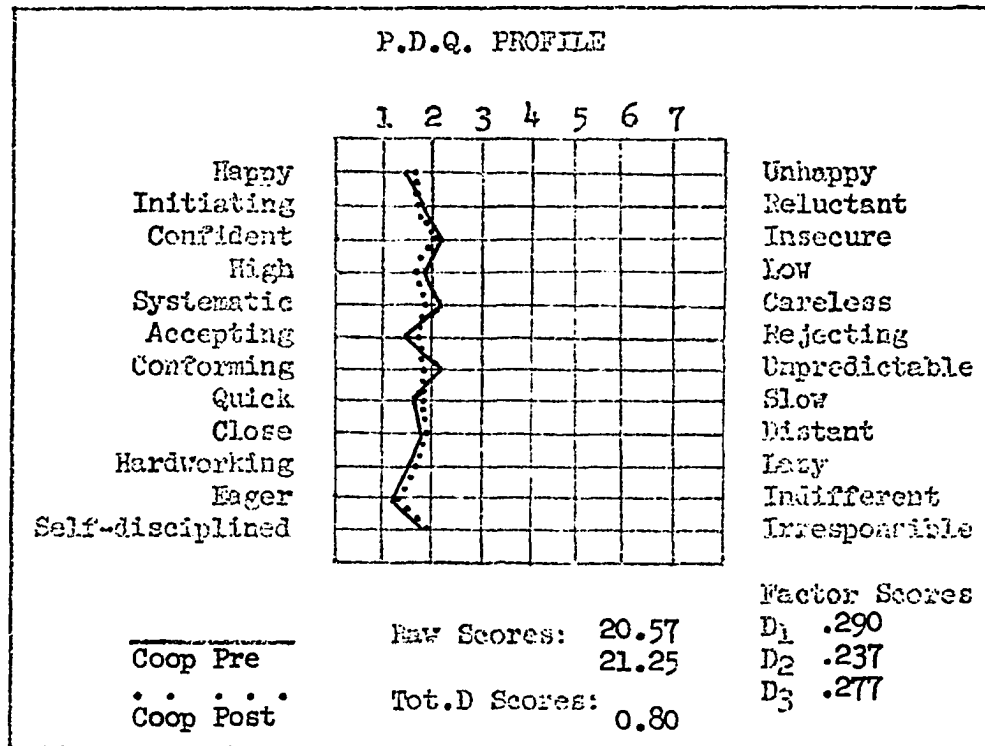 P.D.Q. PROFILE
1 2 3 4 5 6 7
Happy Unhappy
Initiating Reluctant
Confident Insecure
High Low
Systematic Careless
Accepting Rejecting
Conforming Unpredictable
Quick Slow
Close Distant
Hardworking Lazy
Eager Indifferent
Self-disciplined Irresponsible
Factor Scores
Raw Scores: 20.57 D1 .290
Coop Pre 21.25 D2 .237
Tot.D Scores: D3 .277
Coop Post 0.80